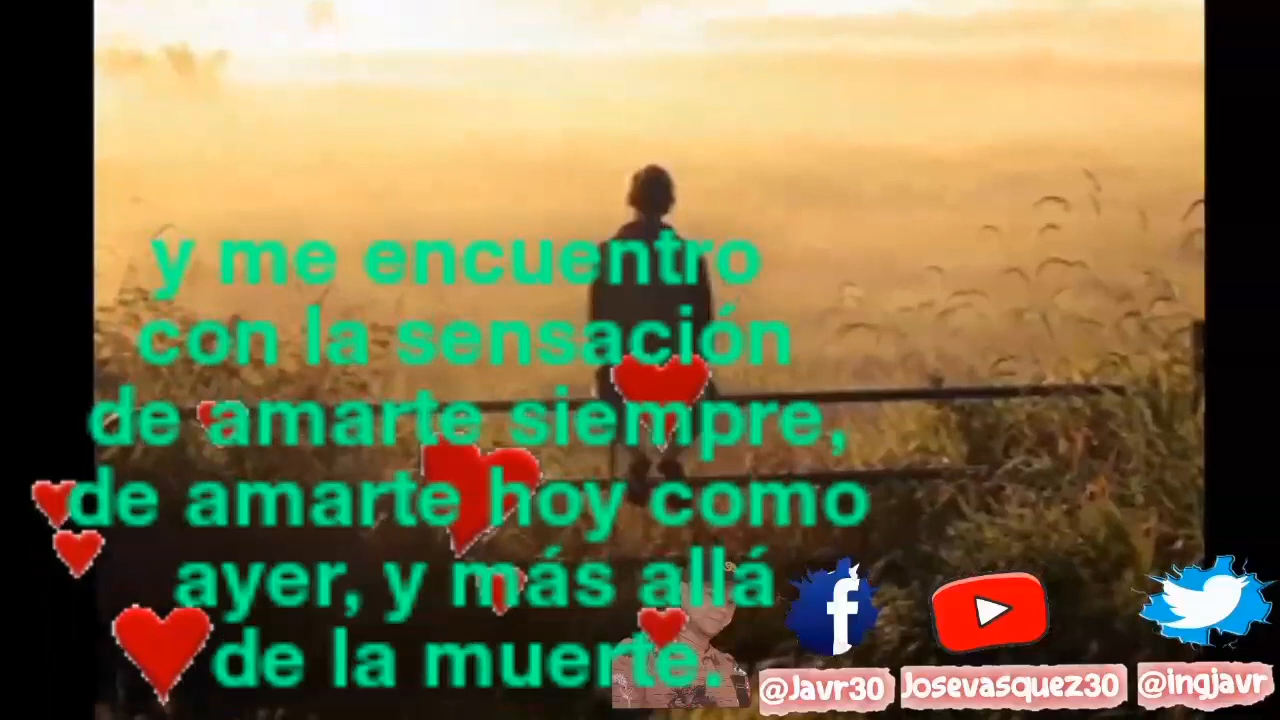 y me encuentro
con la sensación
de amarte siempre,
de amarte hoy como
ayer, y más allá
de la muerte.
@Javr30 Josevasquez30 @ingjavr